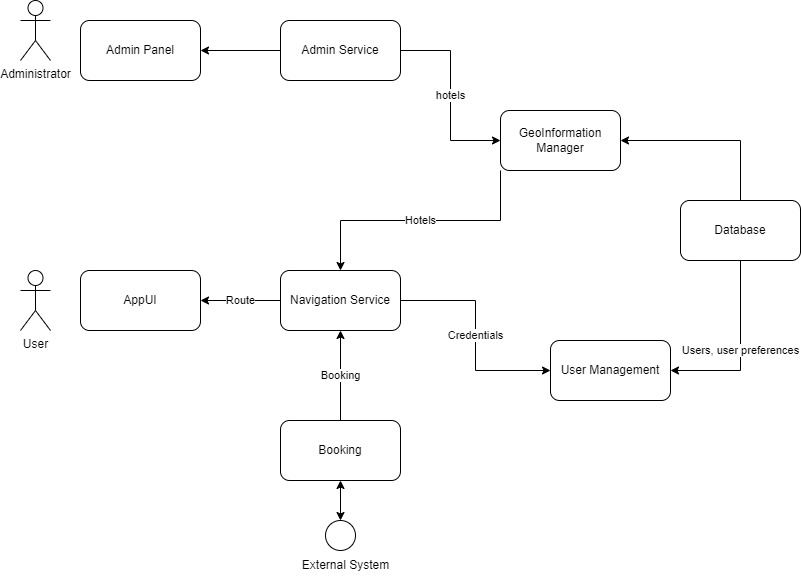 Administrator
Admin Panel
Admin Service
hotels
GeoInformation
Manager
Hotels
Database
User
AppUI
Route
Navigation Service
Credentials
Users, user preferences
User Management
Booking
Booking
External System